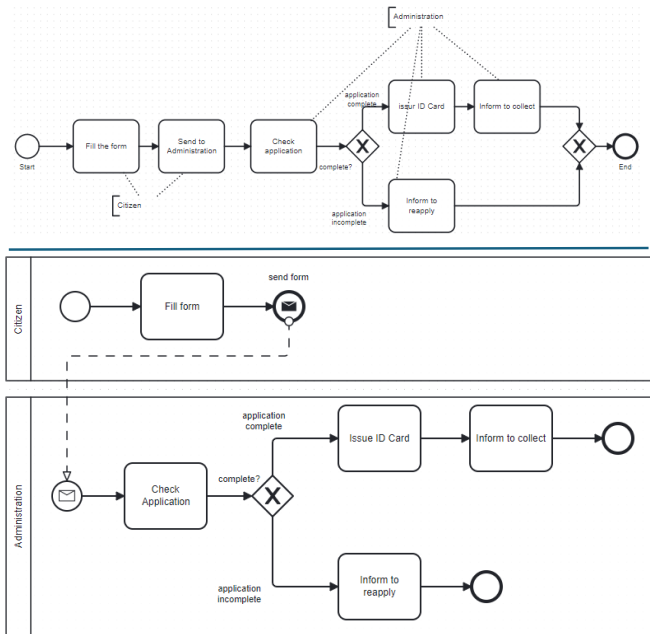 Administration
application
complete
issur ID Card
Inform to collect
Fill the form
Send to
Administration
Check
application
complete?
Start
End
Citizen
Inform to
reapply
application
incomplete
Citizen
send form
Fill form
Administration
application
complete
Issue ID Card
Inform to collect
complete?
Check
Application
application
incomplete
Inform to
reapply